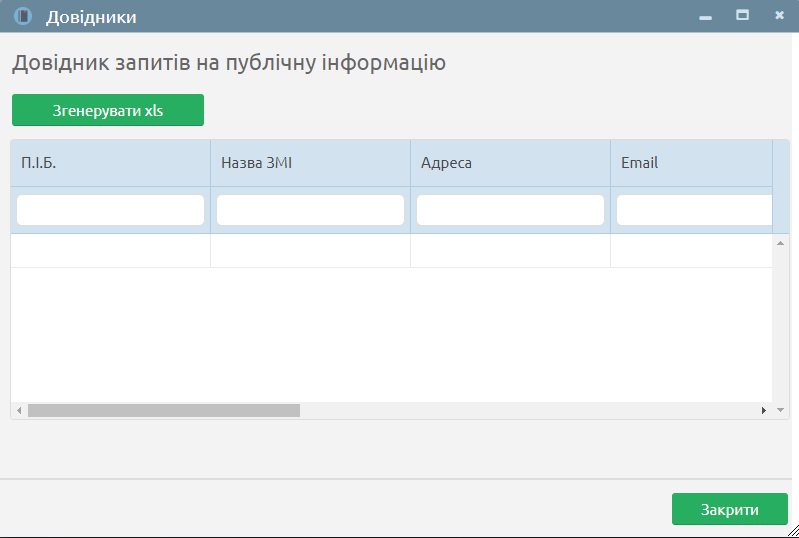 Довідники
Довідник запитів на публічну інформацію
Згенерувати xls
П.І.Б. Назва ЗМІ Адреса Email
Закрити